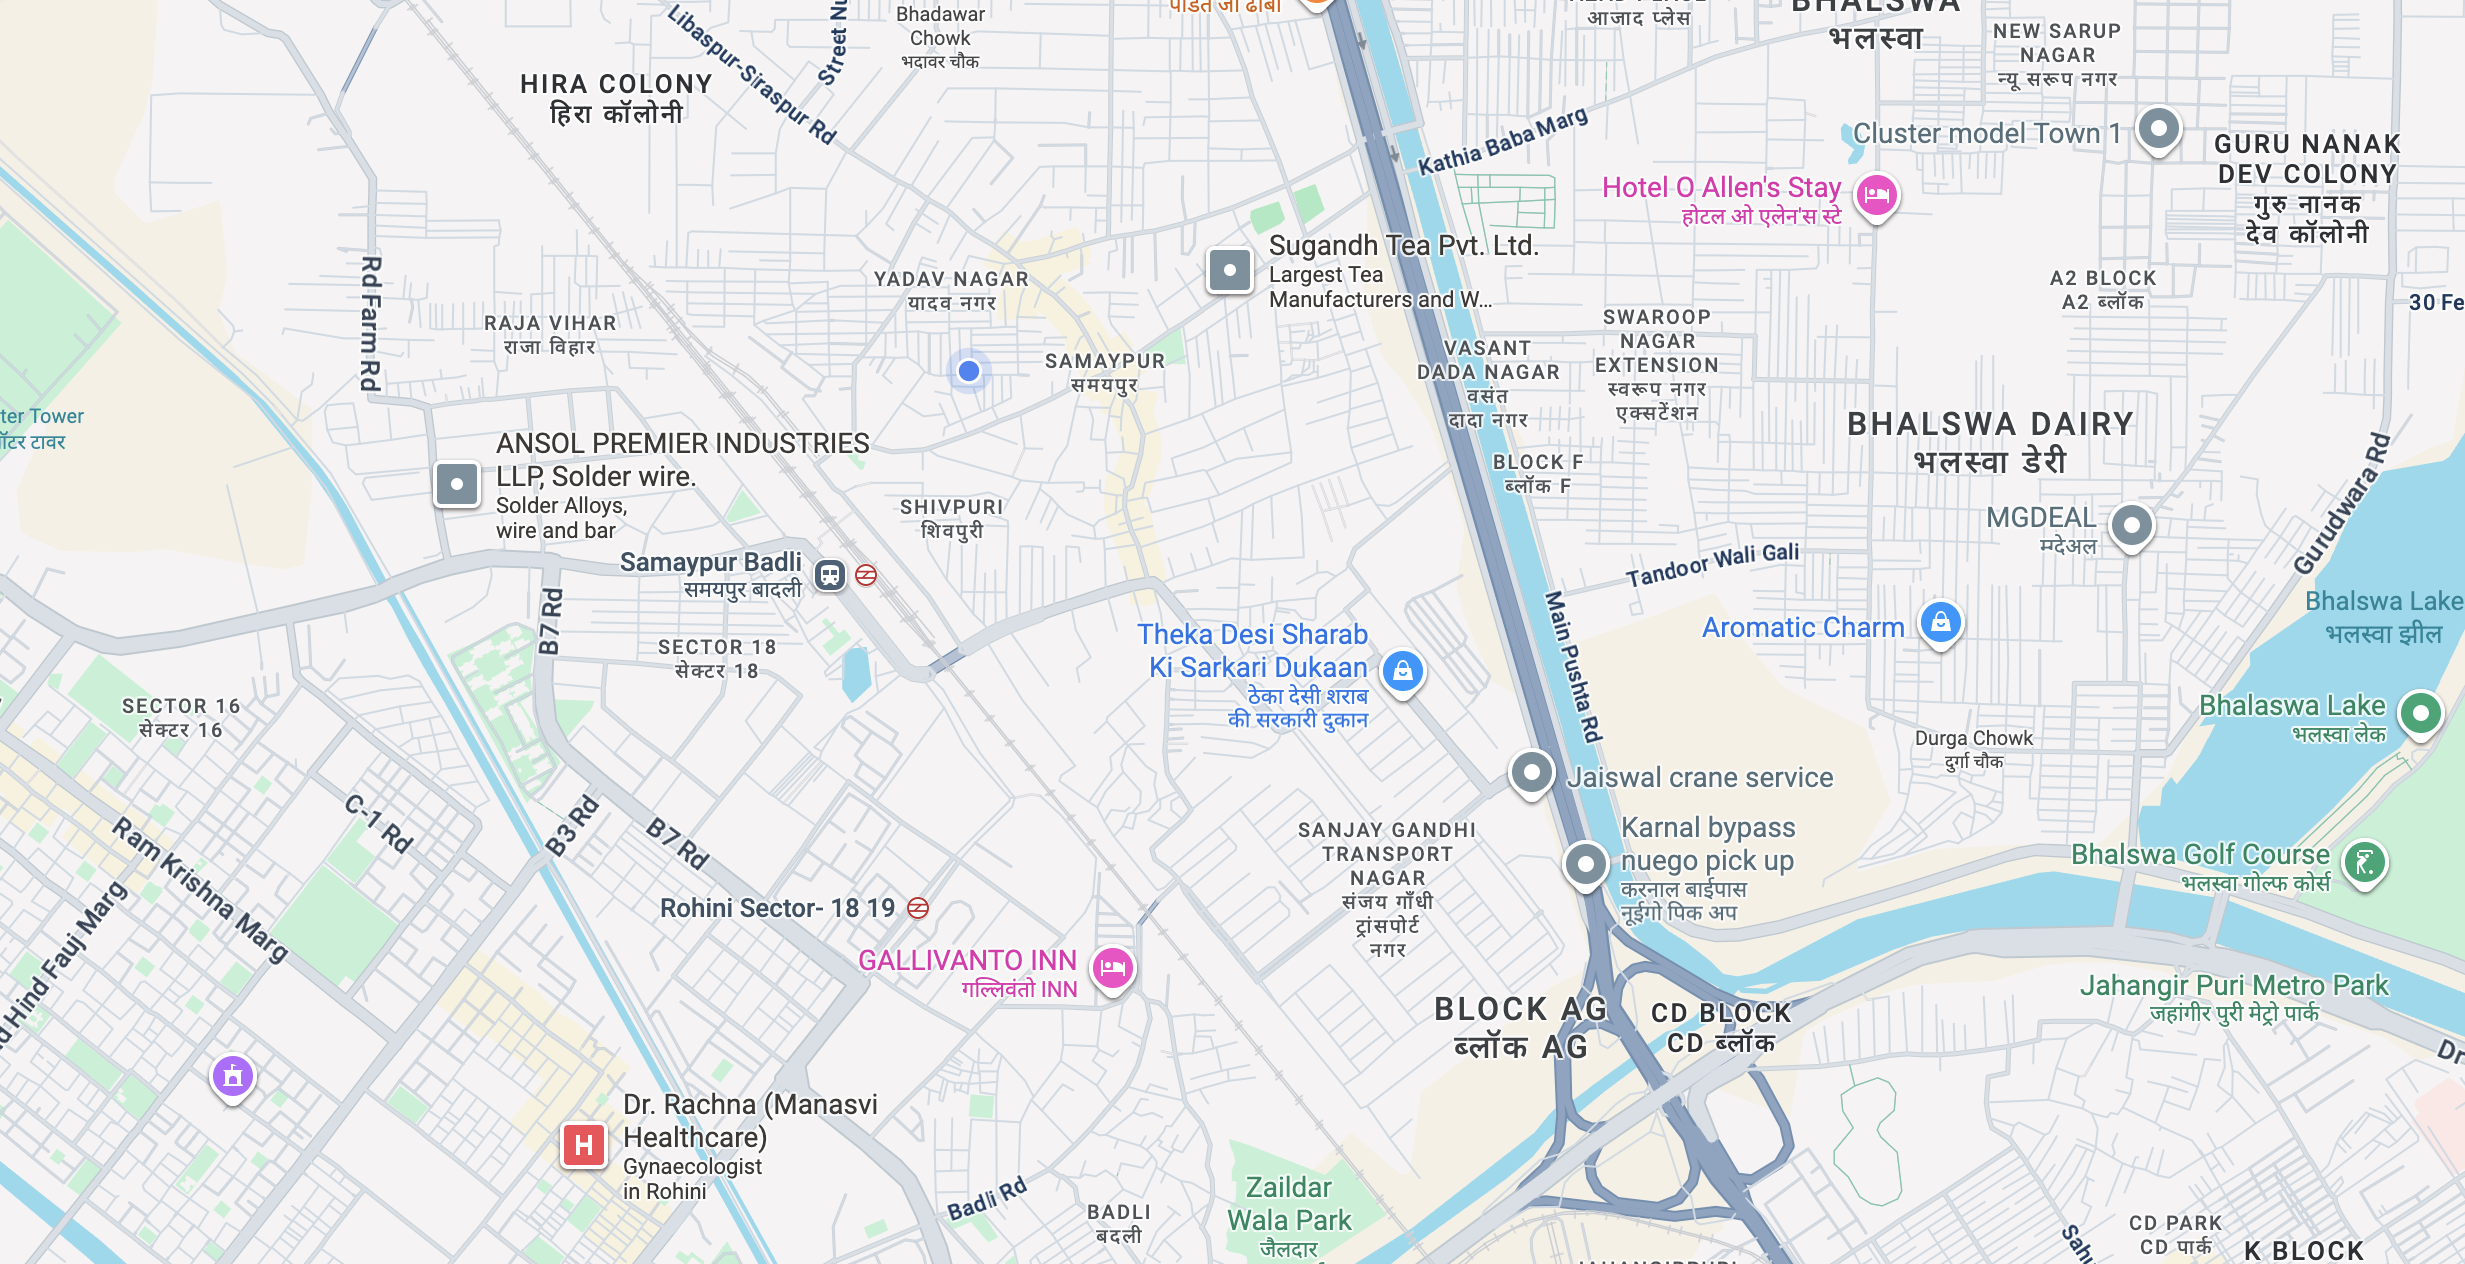 पंडित जी ढाबा
Libaspur-Siraspur Rd
Bhadawar
Chowk
भदावर चौक
HIRA COLONY
हिरा कॉलोनी
आजाद प्लेस
BHALSWA
भलस्वा
NEW SARUP
NAGAR
न्यू सरूप नगर
Kathia Baba Marg
Cluster model Town 1
GURU NANAK
DEV COLONY
गुरु नानक
देव कॉलोनी
Hotel O Allen's Stay
होटल ओ एलेन'स स्टे
Sugandh Tea Pvt. Ltd.
Largest Tea
Manufacturers and W...
YADAV NAGAR
यादव नगर
A2 BLOCK
A2 ब्लॉक
30 Fe
Rd Farm Rd
RAJA VIHAR
राजा विहार
SAMAYPUR
समयपुर
VASANT
DADA NAGAR
वसंत
दादा नगर
SWAROOP
NAGAR
EXTENSION
स्वरूप नगर
एक्सटेंशन
ter Tower
ॉटर टावर
BHALSWA DAIRY
भलस्वा डेरी
ANSOL PREMIER INDUSTRIES
LLP, Solder wire.
Solder Alloys,
wire and bar
BLOCK F
ब्लॉक F
SHIVPURI
शिवपुरी
MGDEAL
म्ग्देअल
Gurudwara Rd
Samaypur Badli
समयपुर बादली
Tandoor Wali Gali
B7 Rd
Main Pushta Rd
Bhalswa Lake
भलस्वा झील
Theka Desi Sharab
Ki Sarkari Dukaan
ठेका देसी शराब
की सरकारी दुकान
Aromatic Charm
SECTOR 18
सेक्टर 18
SECTOR 16
सेक्टर 16
Bhalaswa Lake
भलस्वा लेक
Durga Chowk
दुर्गा चौक
Jaiswal crane service
C-1 Rd
B3 Rd
B7 Rd
Ram Krishna Marg
SANJAY GANDHI
TRANSPORT
NAGAR
संजय गाँधी
ट्रांसपोर्ट
नगर
Karnal bypass
nuego pick up
करनाल बाईपास
नूईगो पिक अप
Bhalswa Golf Course
भलस्वा गोल्फ कोर्स
Rohini Sector- 18 19
d Hind Fauj Marg
GALLIVANTO INN
गल्लिवंतो INN
BLOCK AG
ब्लॉक AG
CD BLOCK
CD ब्लॉक
Jahangir Puri Metro Park
जहांगीर पुरी मेट्रो पार्क
Dr
H
Dr. Rachna (Manasvi
Healthcare)
Gynaecologist
in Rohini
Badli Rd
BADLI
बदली
Zaildar
Wala Park
जैलदार
CD PARK
CD पार्क
K BLOCK